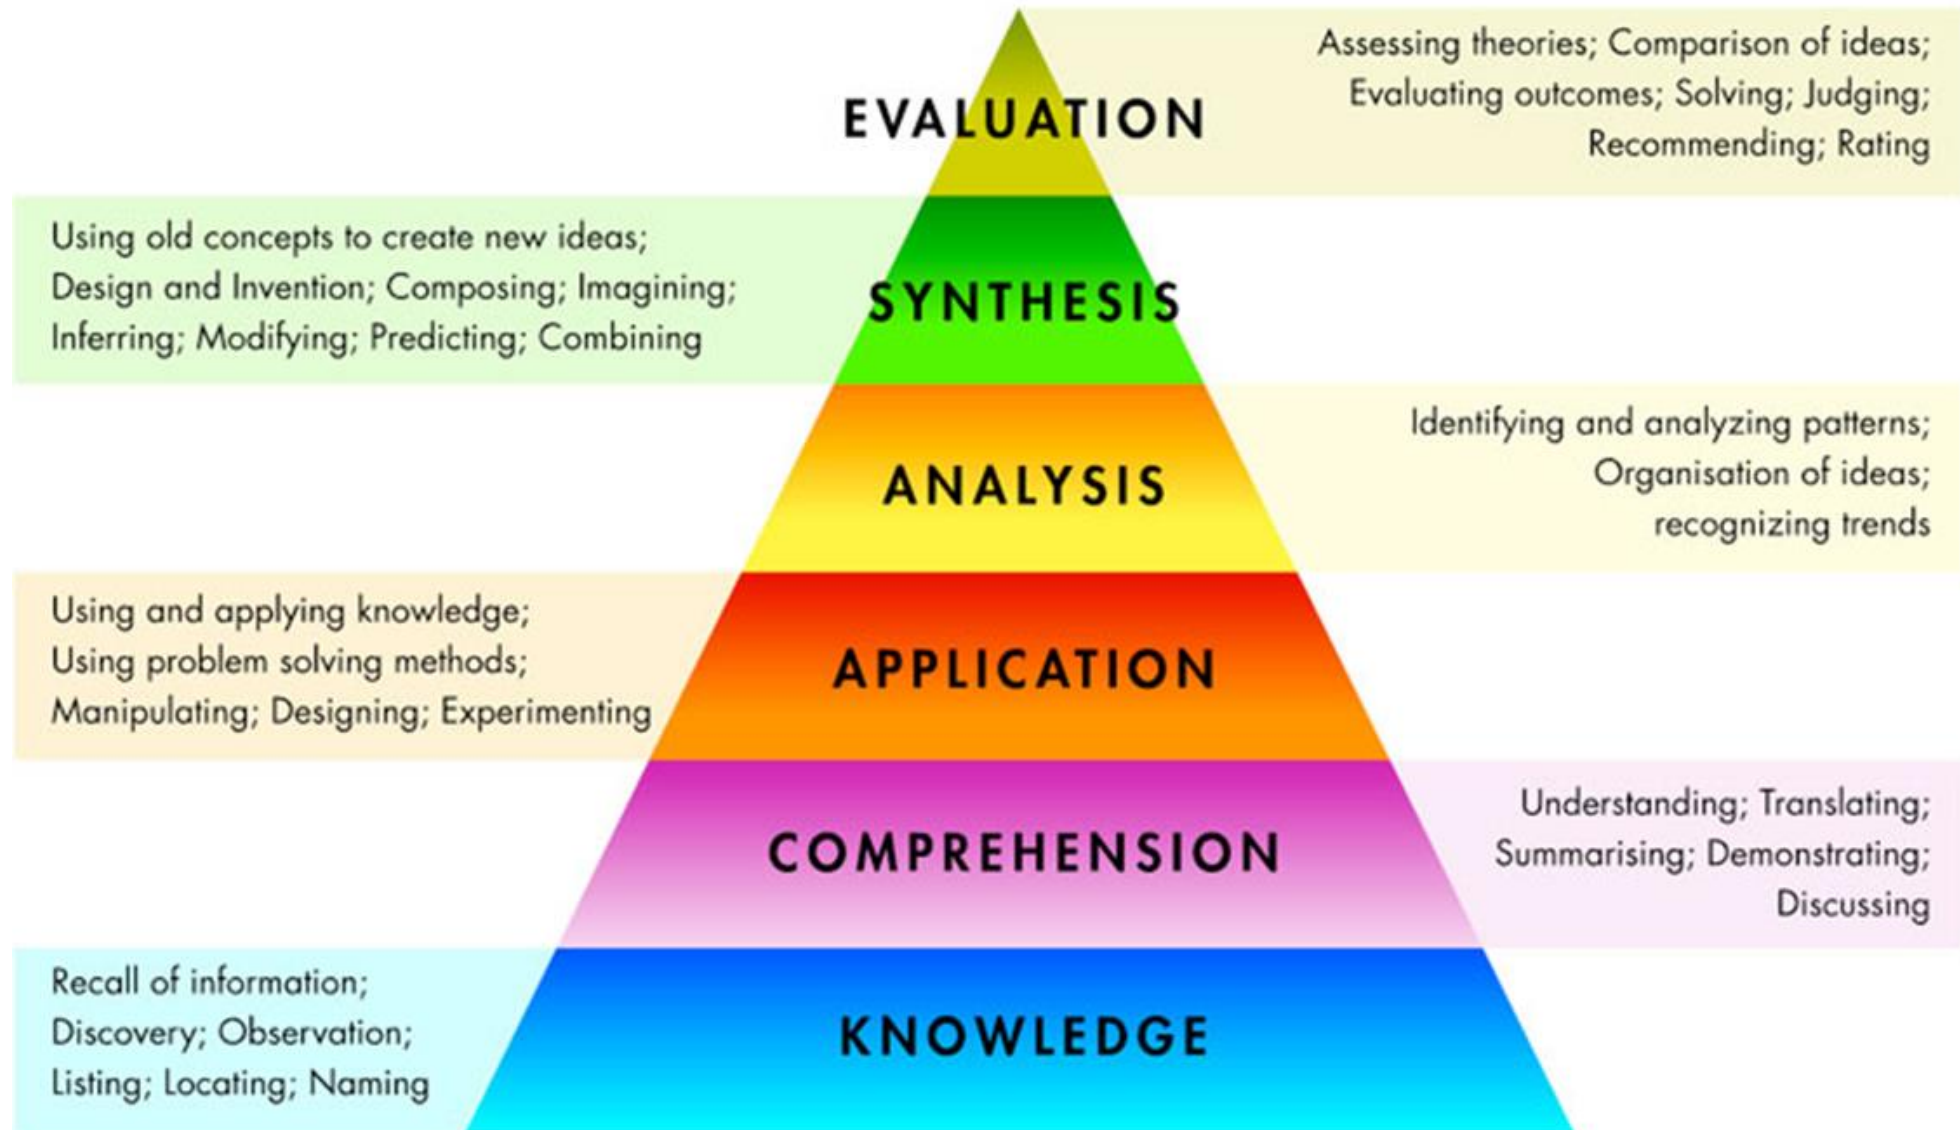 EVALUATION
Assessing theories; Comparison of ideas;
Evaluating outcomes; Solving; Judging;
Recommending; Rating
Using old concepts to create new ideas;
Design and Invention; Composing; Imagining;
Inferring; Modifying; Predicting; Combining
SYNTHESIS
ANALYSIS
Identifying and analyzing patterns;
Organisation of ideas;
recognizing trends
Using and applying knowledge;
Using problem solving methods;
Manipulating; Designing; Experimenting
APPLICATION
COMPREHENSION
Understanding; Translating;
Summarising; Demonstrating;
Discussing
Recall of information;
Discovery; Observation;
Listing; Locating; Naming
KNOWLEDGE